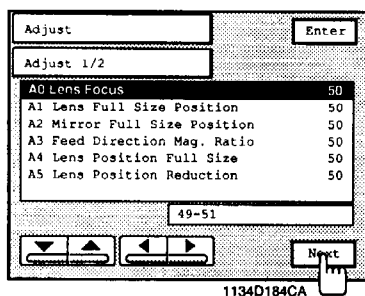 Adjust
Enter
Adjust 1/2
A0 Lens Focus 50
A1 Lens Full Size Position 50
A2 Mirror Full Size Position 50
A3 Feed Direction Mag. Ratio 50
A4 Lens Position Full Size 50
A5 Lens Position Reduction 50
49-51
Next
1134D184CA